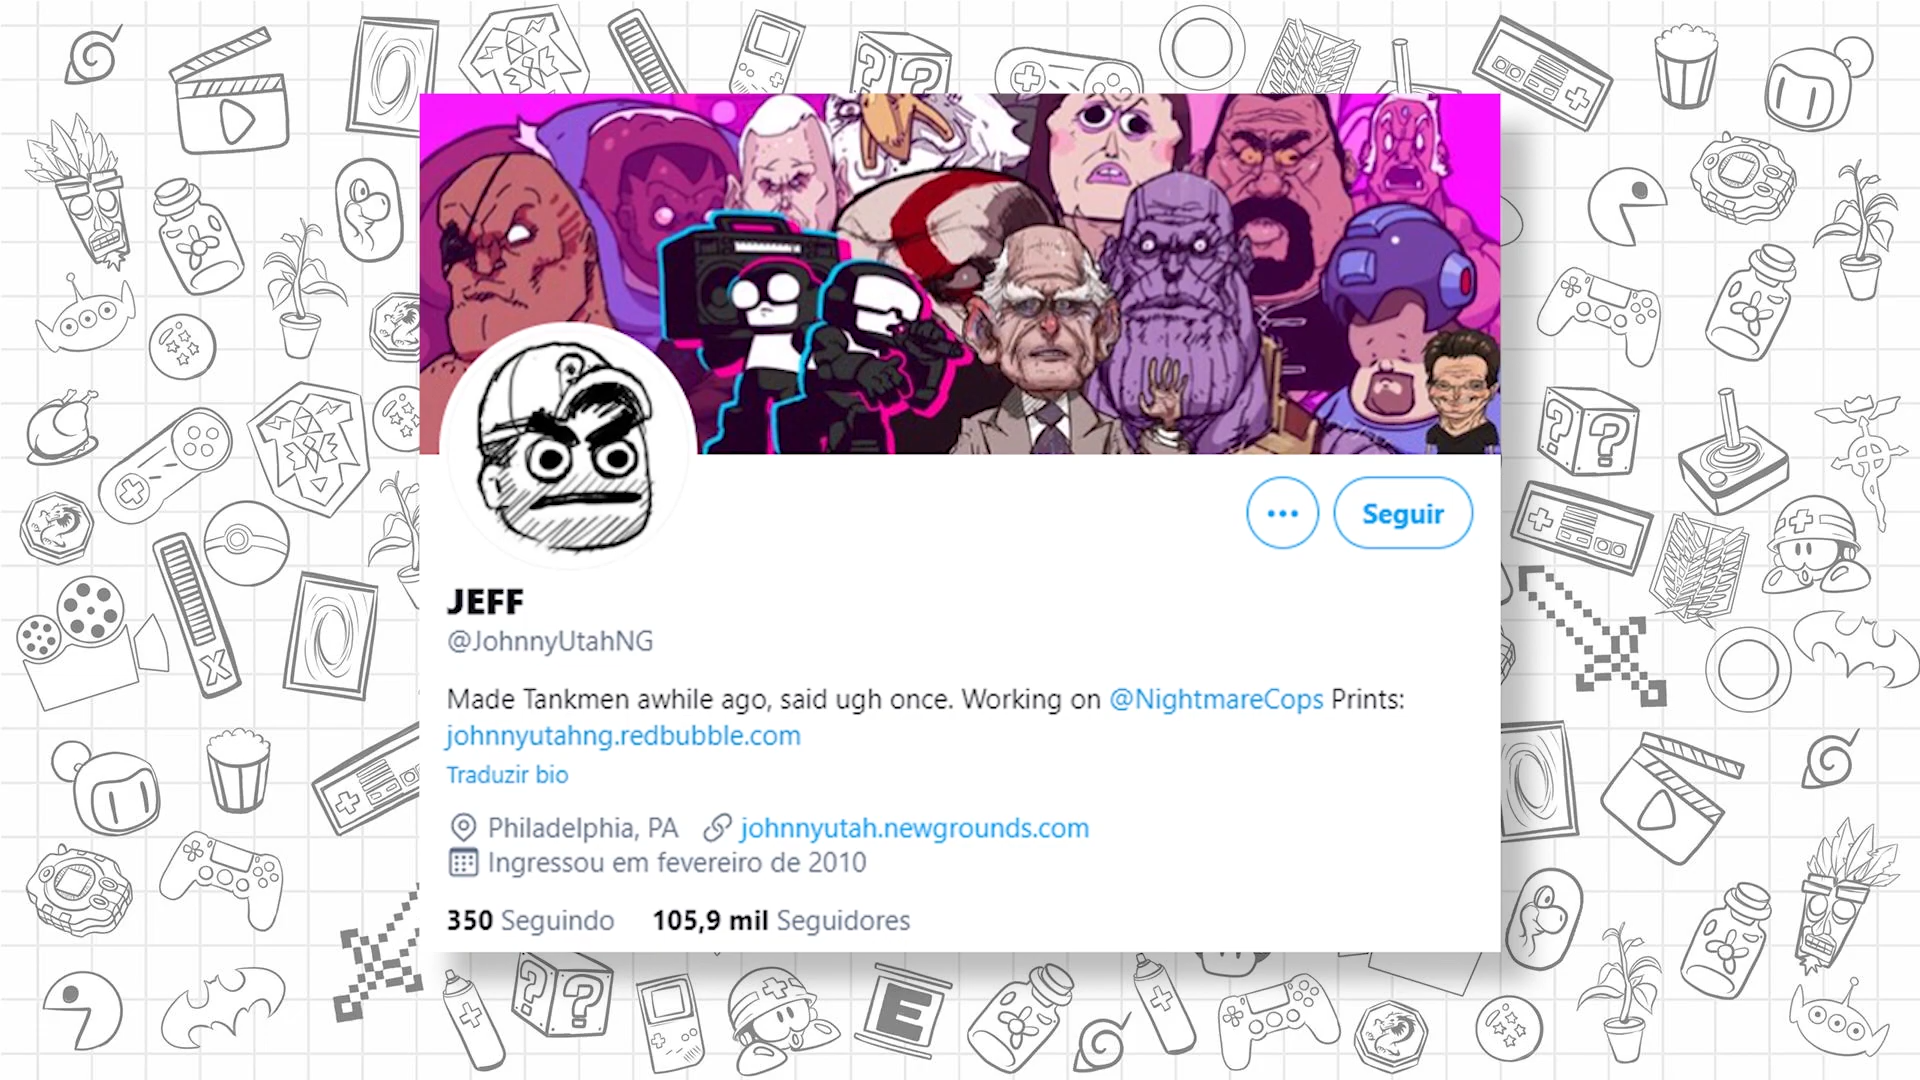 Seguir
JEFF
@JohnnyUtahNG
Made Tankmen awhile ago, said ugh once. Working on @NightmareCops Prints:
johnnyutahng.redbubble.com
Traduzir bio
Philadelphia, PA johnnyutah.newgrounds.com
Ingressou em fevereiro de 2010
350 Seguindo 105,9 mil Seguidores
X
E